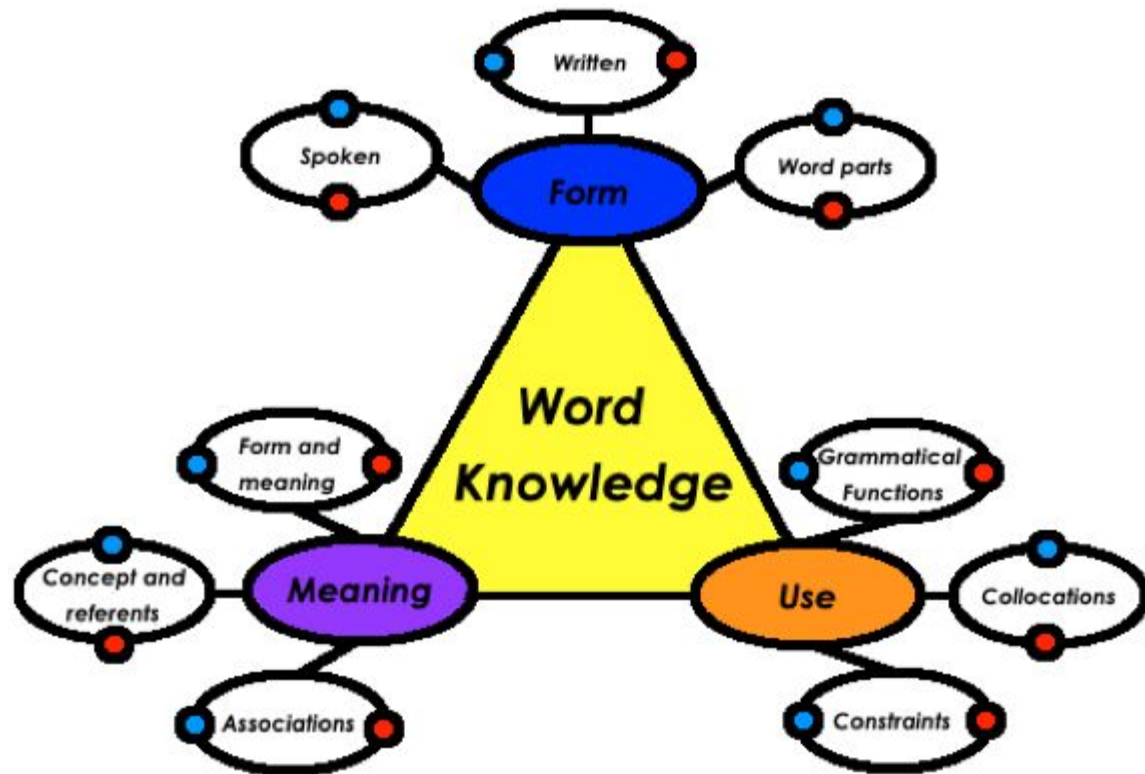 Written
Spoken
Word parts
Form
Word
Knowledge
Form and
meaning
Grammatical
Functions
Concept and
referents
Meaning
Use
Collocations
Associations
Constraints